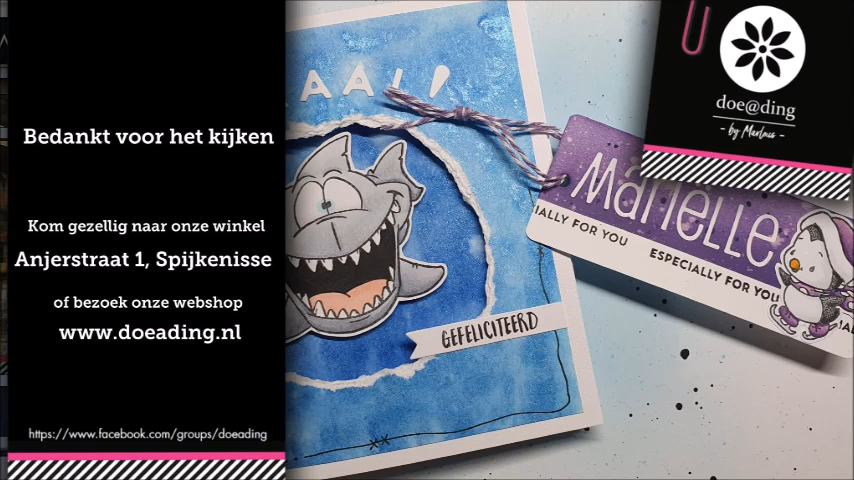 Bedankt voor het kijken
Kom gezellig naar onze winkel
Anjerstraat 1, Spijkenisse
of bezoek onze webshop
www.doeading.nl
https://www.facebook.com/groups/doeading
AAI!
GEFELICITEERD
doe@ding
- by Marlous -
Marielle
IALLY FOR YOU
ESPECIALLY FOR YOU